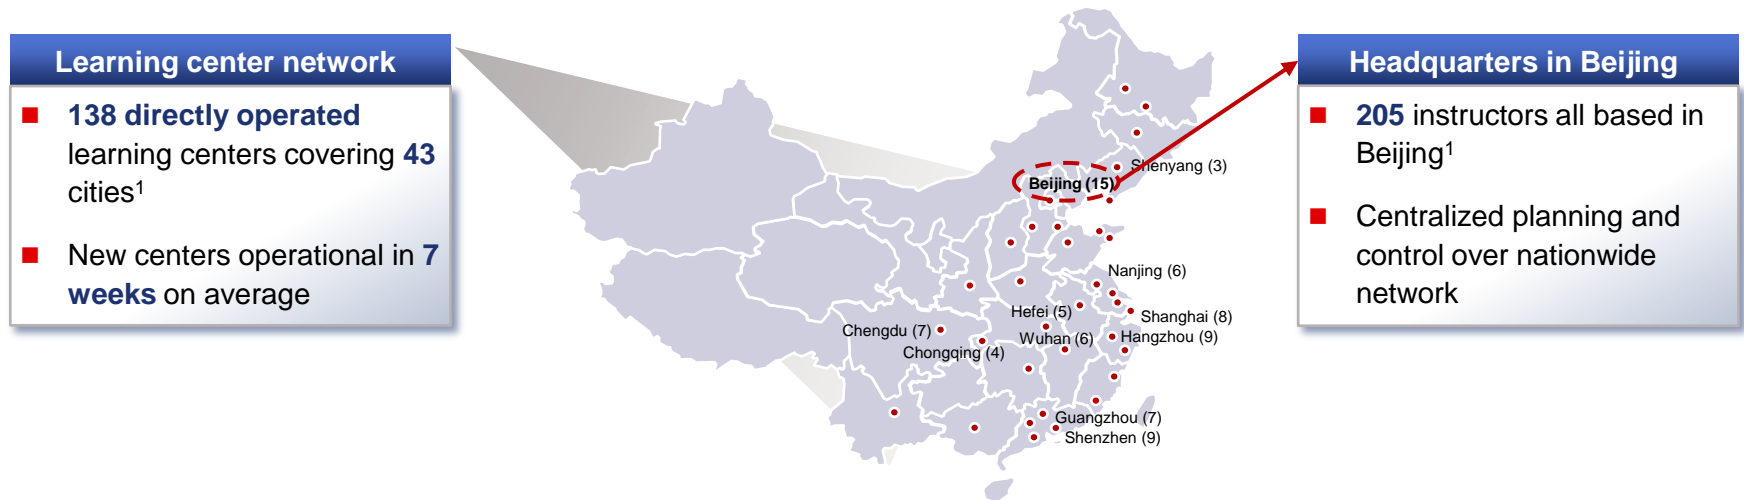 Learning center network
138 directly operated
learning centers covering 43
cities1
New centers operational in 7
weeks on average
Shenyang (3)
Beijing (15)
Nanjing (6)
Hefei (5)
Shanghai (8)
Chengdu (7)
Wuhan (6)
Hangzhou (9)
Chongqing (4)
Guangzhou (7)
Shenzhen (9)
Headquarters in Beijing
205 instructors all based in
Beijing1
Centralized planning and
control over nationwide
network